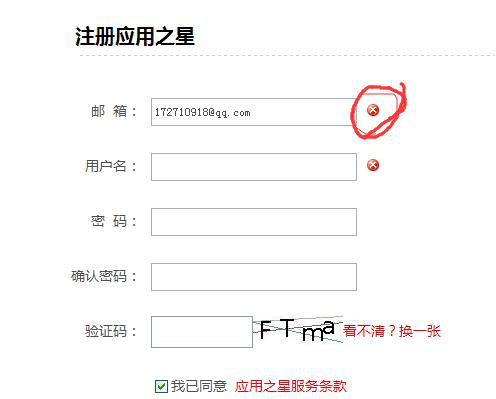 注册应用之星
邮 箱： 172710918@qq.com
用户名：
密 码：
确认密码：
验证码： FTma 看不清？换一张
我已同意 应用之星服务条款